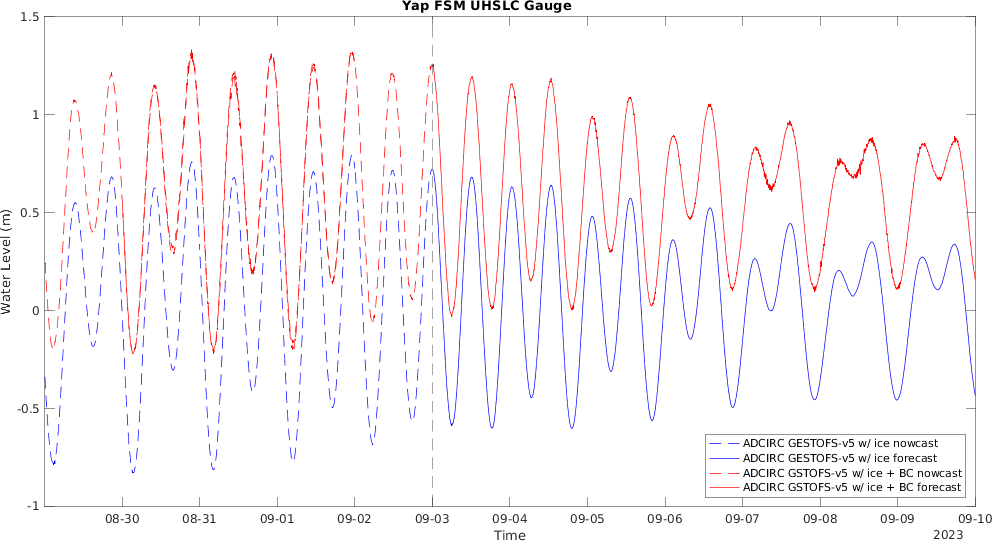 Yap FSM UHSLC Gauge
1.5
1
0.5
0
-0.5
-1
Water Level (m)
ADCIRC GESTOFS-v5 w/ ice nowcast
ADCIRC GESTOFS-v5 w/ ice forecast
ADCIRC GSTOFS-v5 w/ ice + BC nowcast
ADCIRC GSTOFS-v5 w/ ice + BC forecast
08-30 08-31 09-01 09-02 09-03 09-04 09-05 09-06 09-07 09-08 09-09 09-10
Time
2023